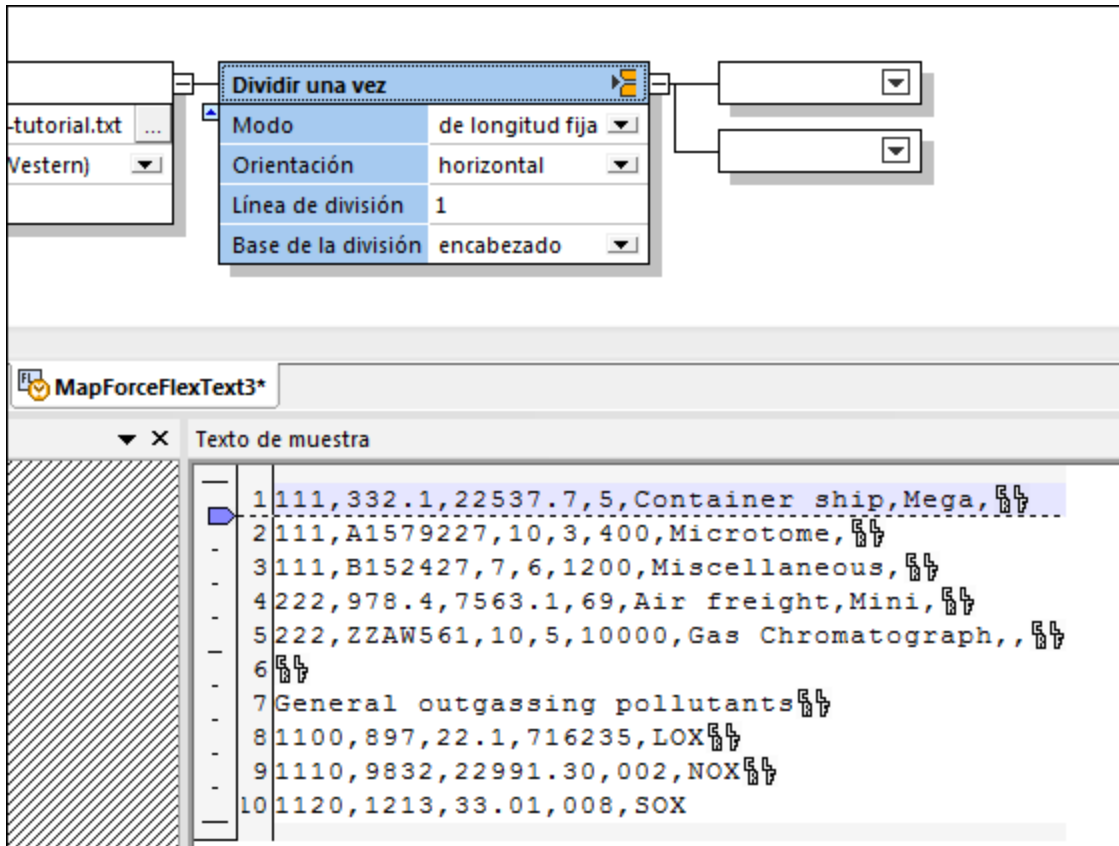 Dividir una vez
-tutorial.txt ...
Modo de longitud fija
Western)
Orientación horizontal
Línea de división 1
Base de la división encabezado
MapForceFlexText3*
Texto de muestra
1 111,332.1,22537.7,5,Container ship,Mega,
2 111,A1579227,10,3,400,Microtome,
3 111,B152427,7,6,1200,Miscellaneous,
4 222,978.4,7563.1,69,Air freight,Mini,
5 222,ZZAW561,10,5,10000,Gas Chromatograph,,
6
7 General outgassing pollutants
8 1100,897,22.1,716235,LOX
9 1110,9832,22991.30,002,NOX
10 1120,1213,33.01,008,SOX